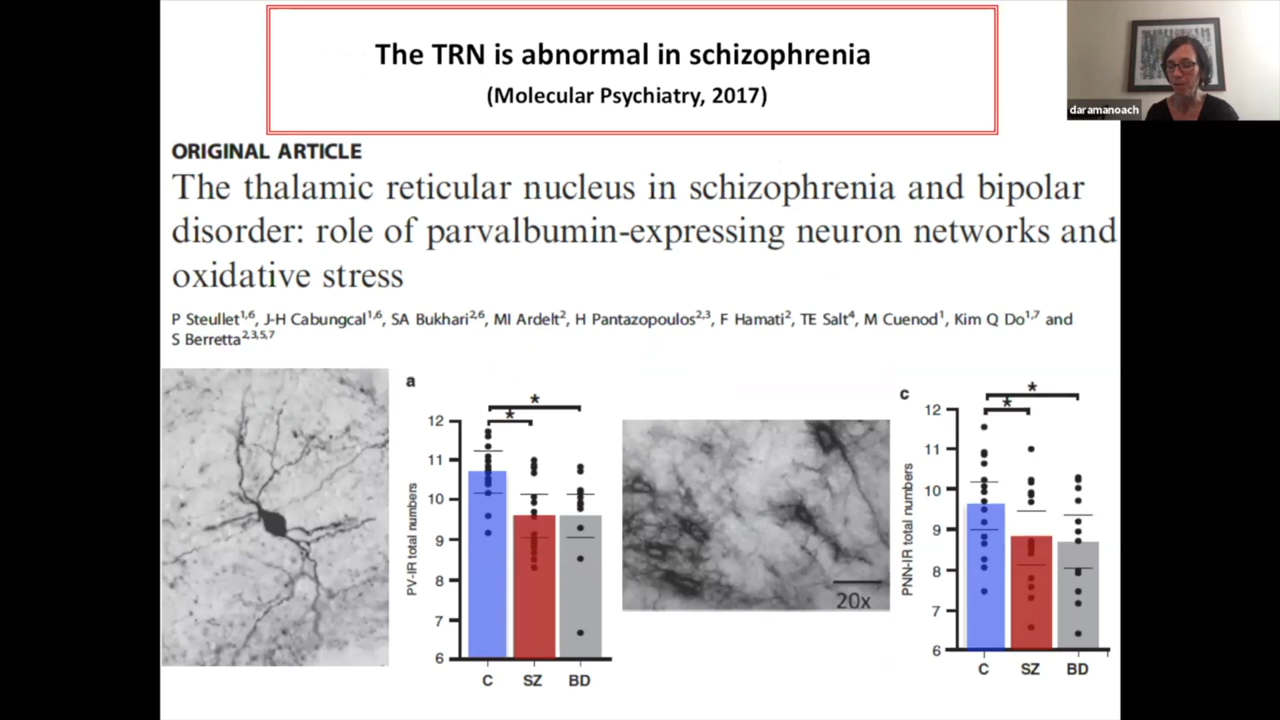 The TRN is abnormal in schizophrenia
(Molecular Psychiatry, 2017)
daramanoach
ORIGINAL ARTICLE
The thalamic reticular nucleus in schizophrenia and bipolar
disorder: role of parvalbumin-expressing neuron networks and
oxidative stress
P Steullet1,6, J-H Cabungcal1,6, SA Bukhari2,6, MI Ardelt2, H Pantazopoulos2,3, F Hamati2, TE Salt4, M Cuenod1, Kim Q Do1,7 and
S Berretta2,3,5,7
a
*
*
12
11
10
9
8
7
6
PV-IR total numbers
C SZ BD
20x
c
*
*
12
11
10
9
8
7
6
PNN-IR total numbers
C SZ BD